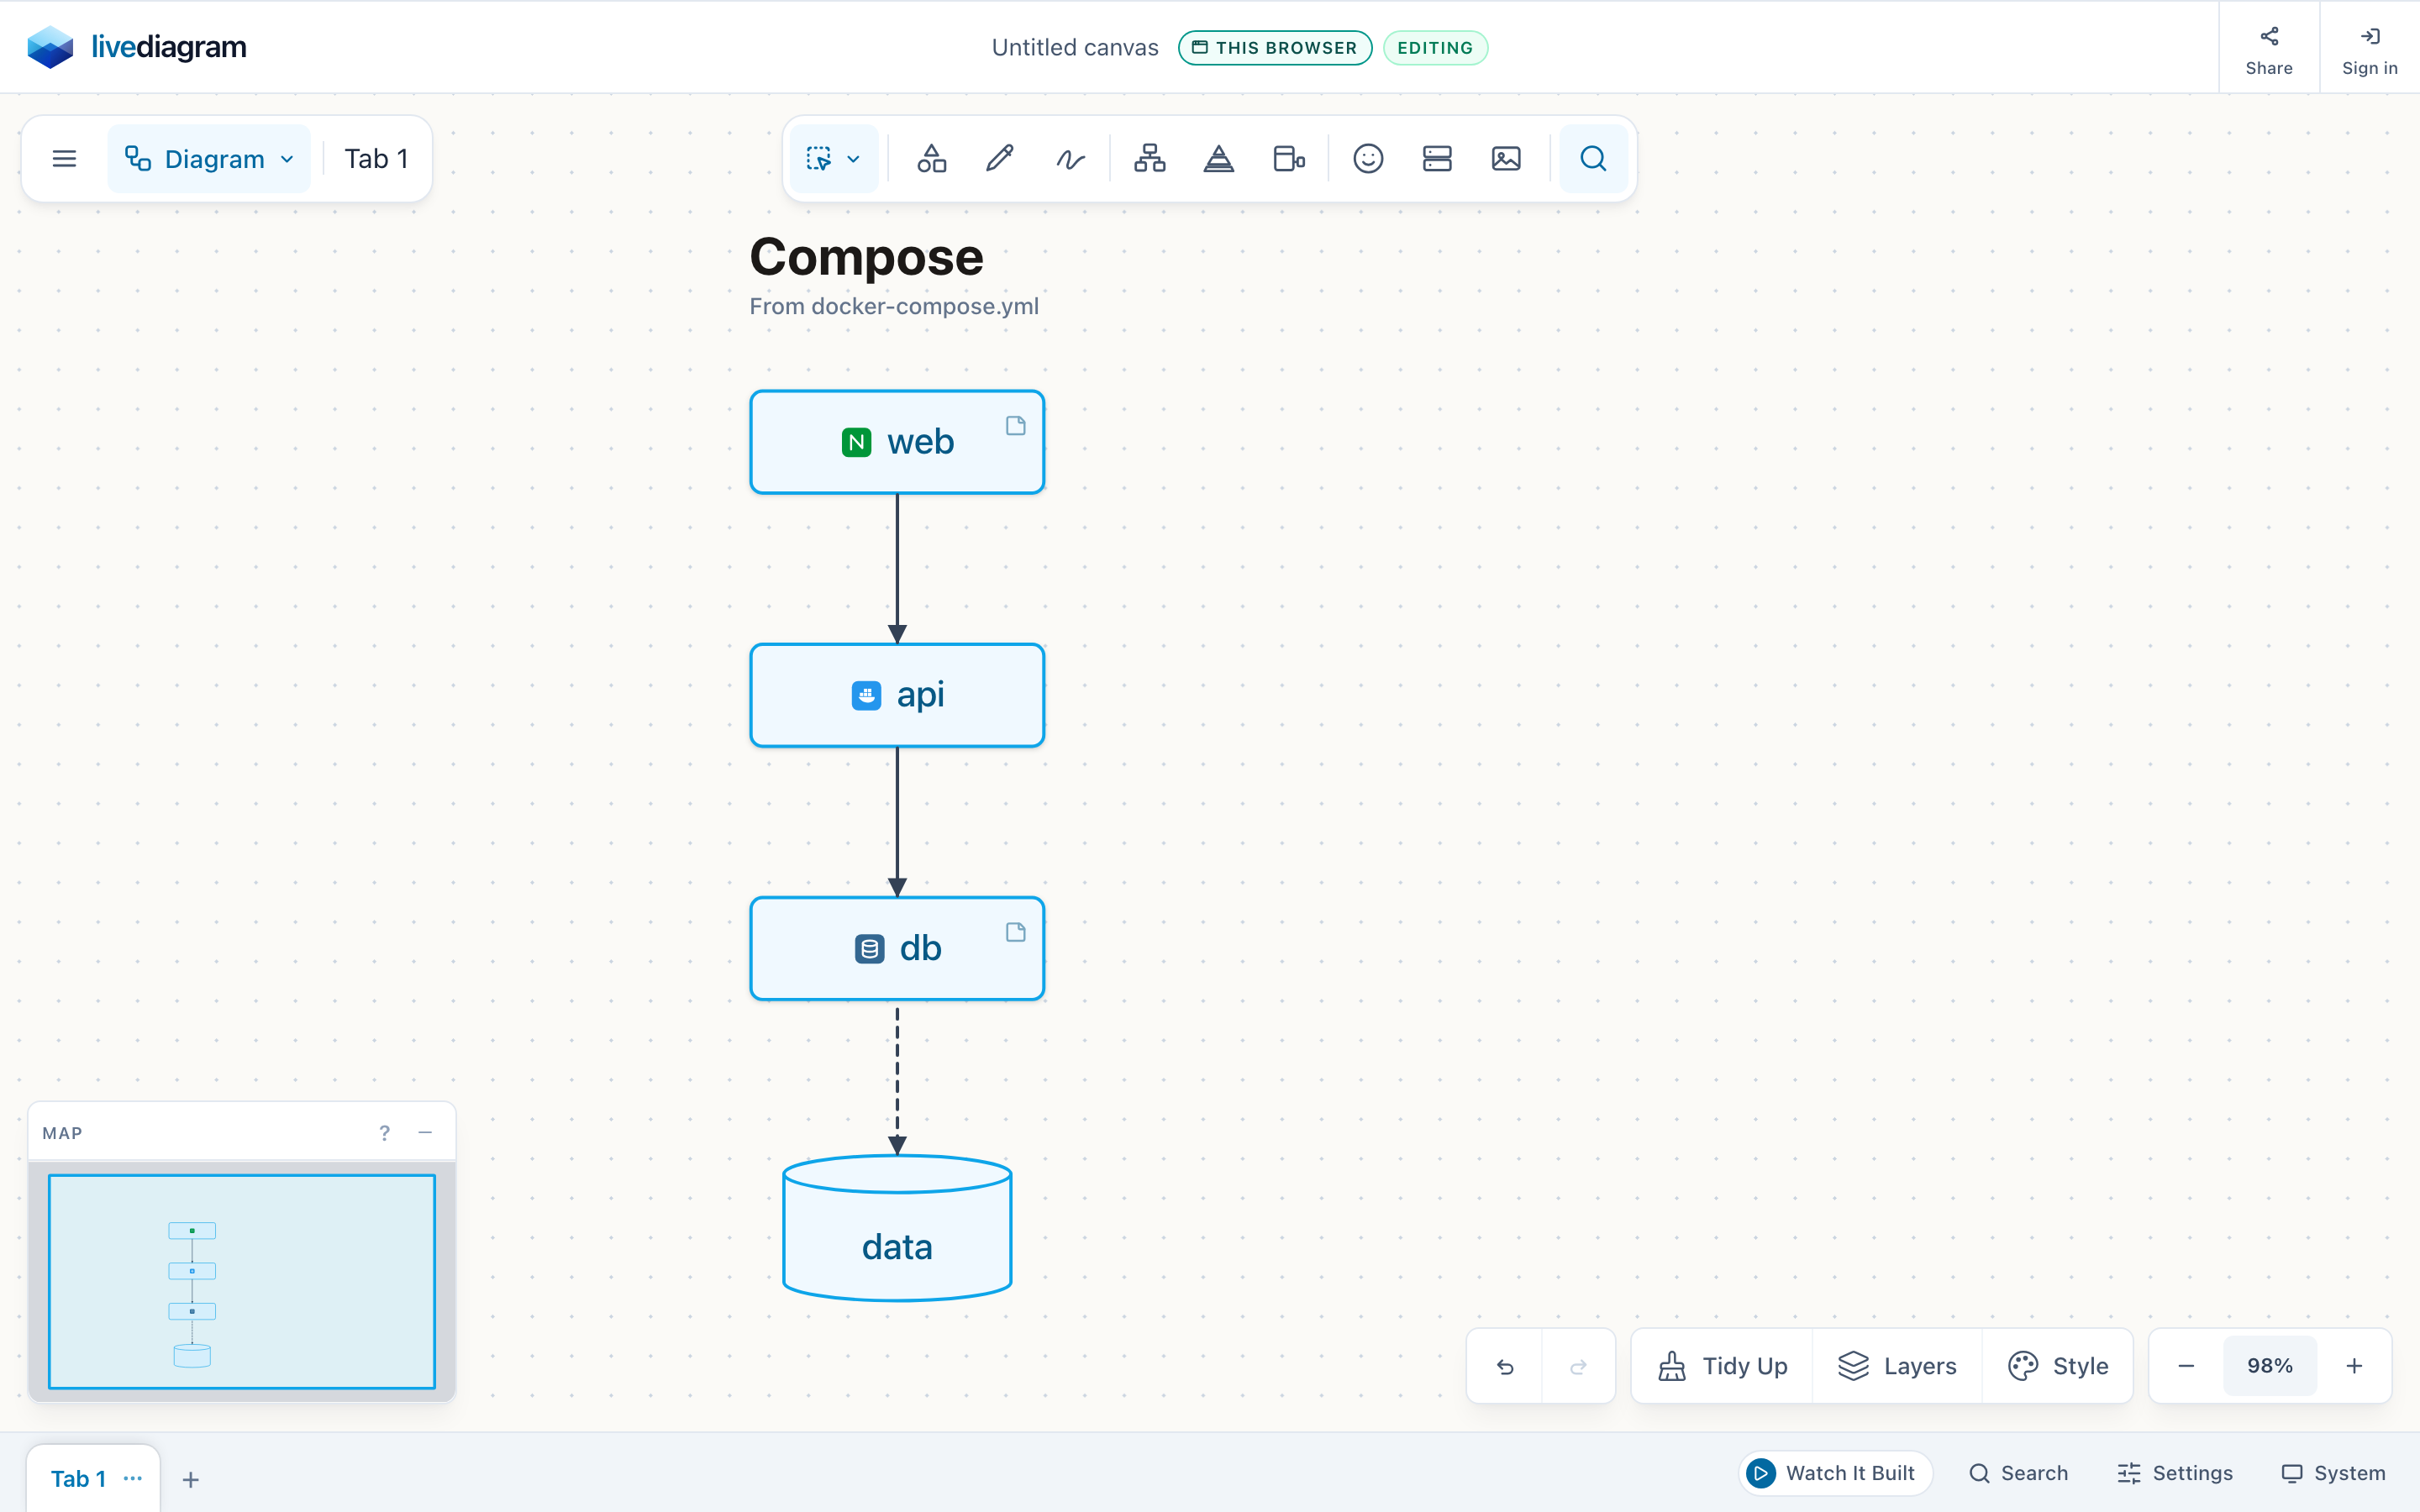 livediagram
Untitled canvas
THIS BROWSER
EDITING
Share
Sign in
Diagram
Tab 1
Compose
From docker-compose.yml
N web
api
db
data
MAP
?
Tidy Up
Layers
Style
98%
Tab 1
Watch It Built
Search
Settings
System